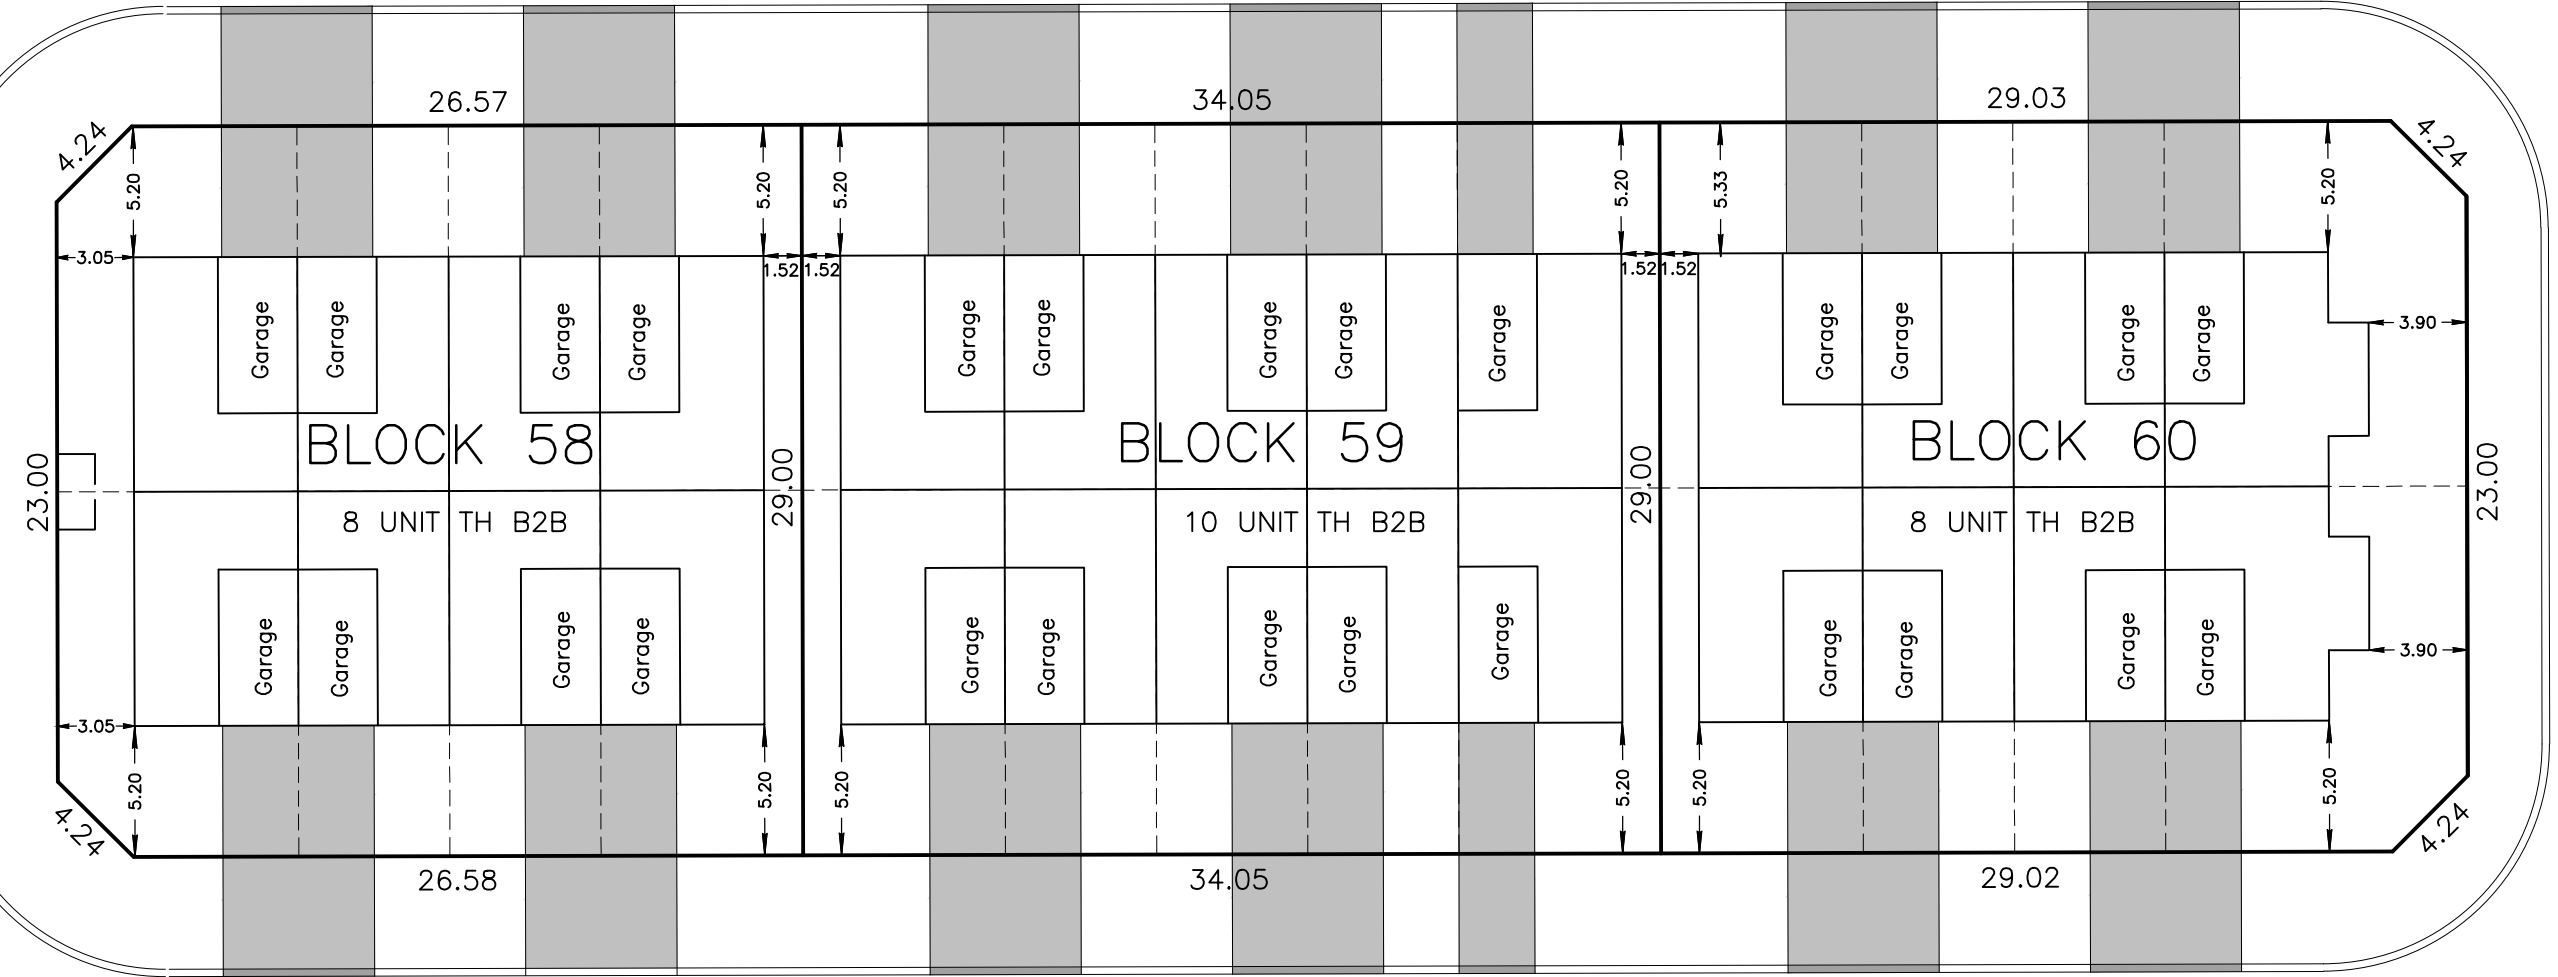 26.57
34.05
29.03
4.24
4.24
5.20
5.20
5.20
5.20
5.33
5.20
3.05
1.52
1.52
1.52
1.52
Garage
Garage
Garage
Garage
Garage
Garage
Garage
Garage
Garage
Garage
Garage
Garage
Garage
3.90
BLOCK 58
BLOCK 59
BLOCK 60
23.00
29.00
29.00
23.00
8 UNIT TH B2B
10 UNIT TH B2B
8 UNIT TH B2B
Garage
Garage
Garage
Garage
Garage
Garage
Garage
Garage
Garage
Garage
Garage
Garage
Garage
3.90
3.05
5.20
5.20
5.20
5.20
5.20
5.20
4.24
4.24
26.58
34.05
29.02